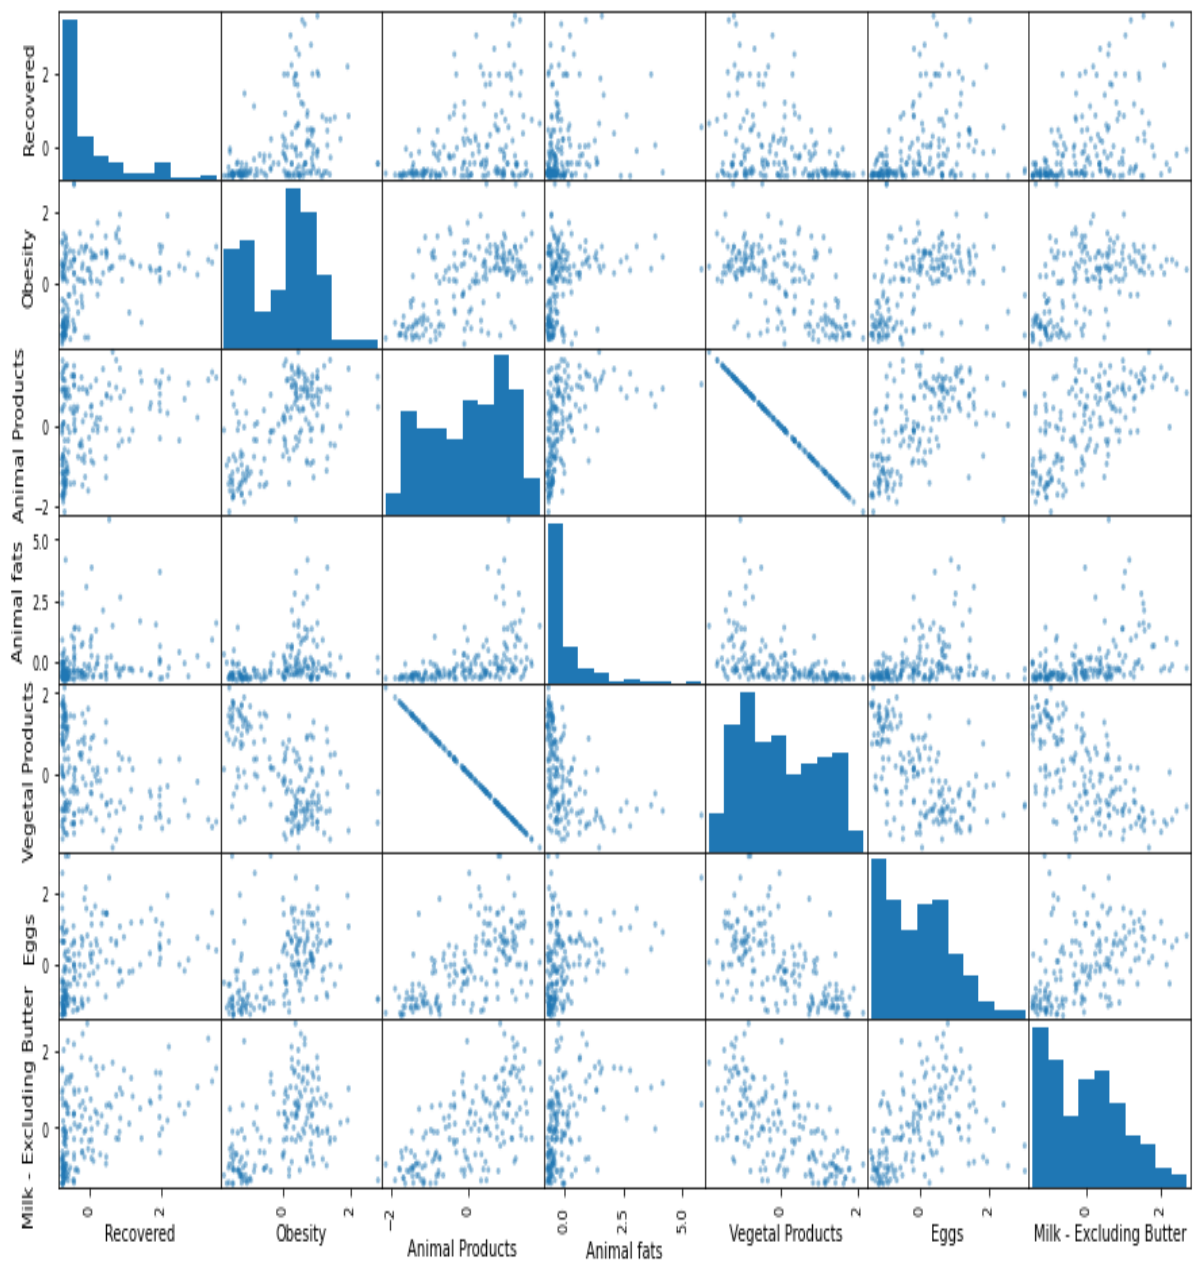 Recovered
2
0
Obesity
2
0
Animal Products
0
−2
Animal fats
5.0
2.5
0.0
Vegetal Products
2
0
Eggs
2
0
Milk - Excluding Butter
2
0
0 2 0 2 −2 0 0.0 2.5 5.0 0 2 0 2 0 2
Recovered Obesity Animal Products Animal fats Vegetal Products Eggs Milk - Excluding Butter